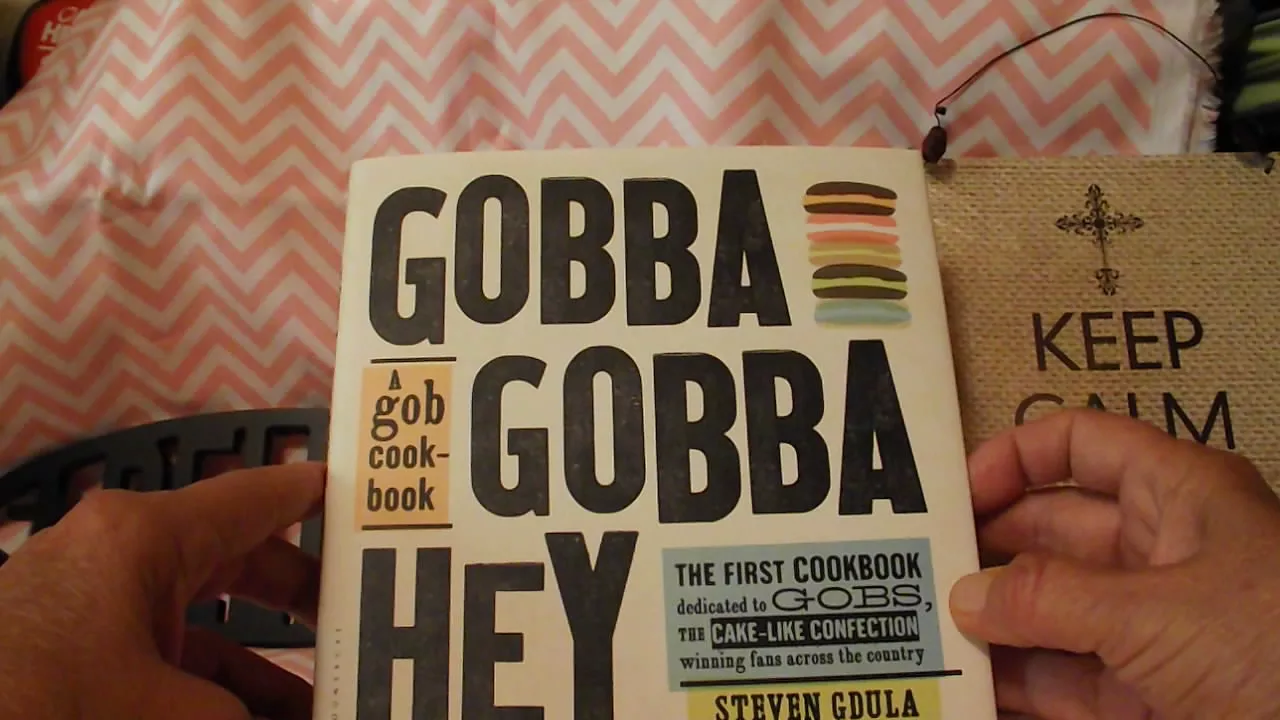 GOBBA
A
gob
cook-
book
GOBBA
HEY
THE FIRST COOKBOOK
dedicated to GOBS,
THE CAKE-LIKE CONFECTION
winning fans across the country
STEVEN GDULA
KEEP
CALM